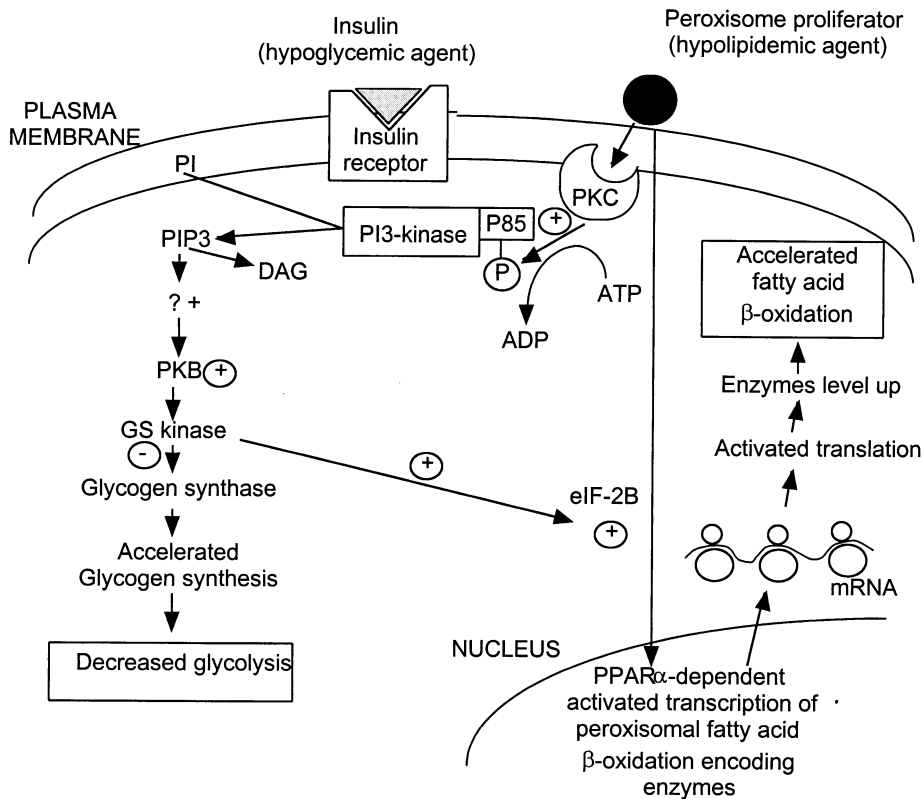 Insulin
(hypoglycemic agent)
Peroxisome proliferator
(hypolipidemic agent)
PLASMA
MEMBRANE
Insulin
receptor
PI
PKC
PI3-kinase
P85
+
P
PIP3
DAG
ATP
ADP
? +
PKB +
GS kinase
-
Glycogen synthase
+
eIF-2B
+
Accelerated
Glycogen synthesis
Decreased glycolysis
Accelerated
fatty acid
β-oxidation
Enzymes level up
Activated translation
mRNA
NUCLEUS
PPARα-dependent
activated transcription of
peroxisomal fatty acid
β-oxidation encoding
enzymes